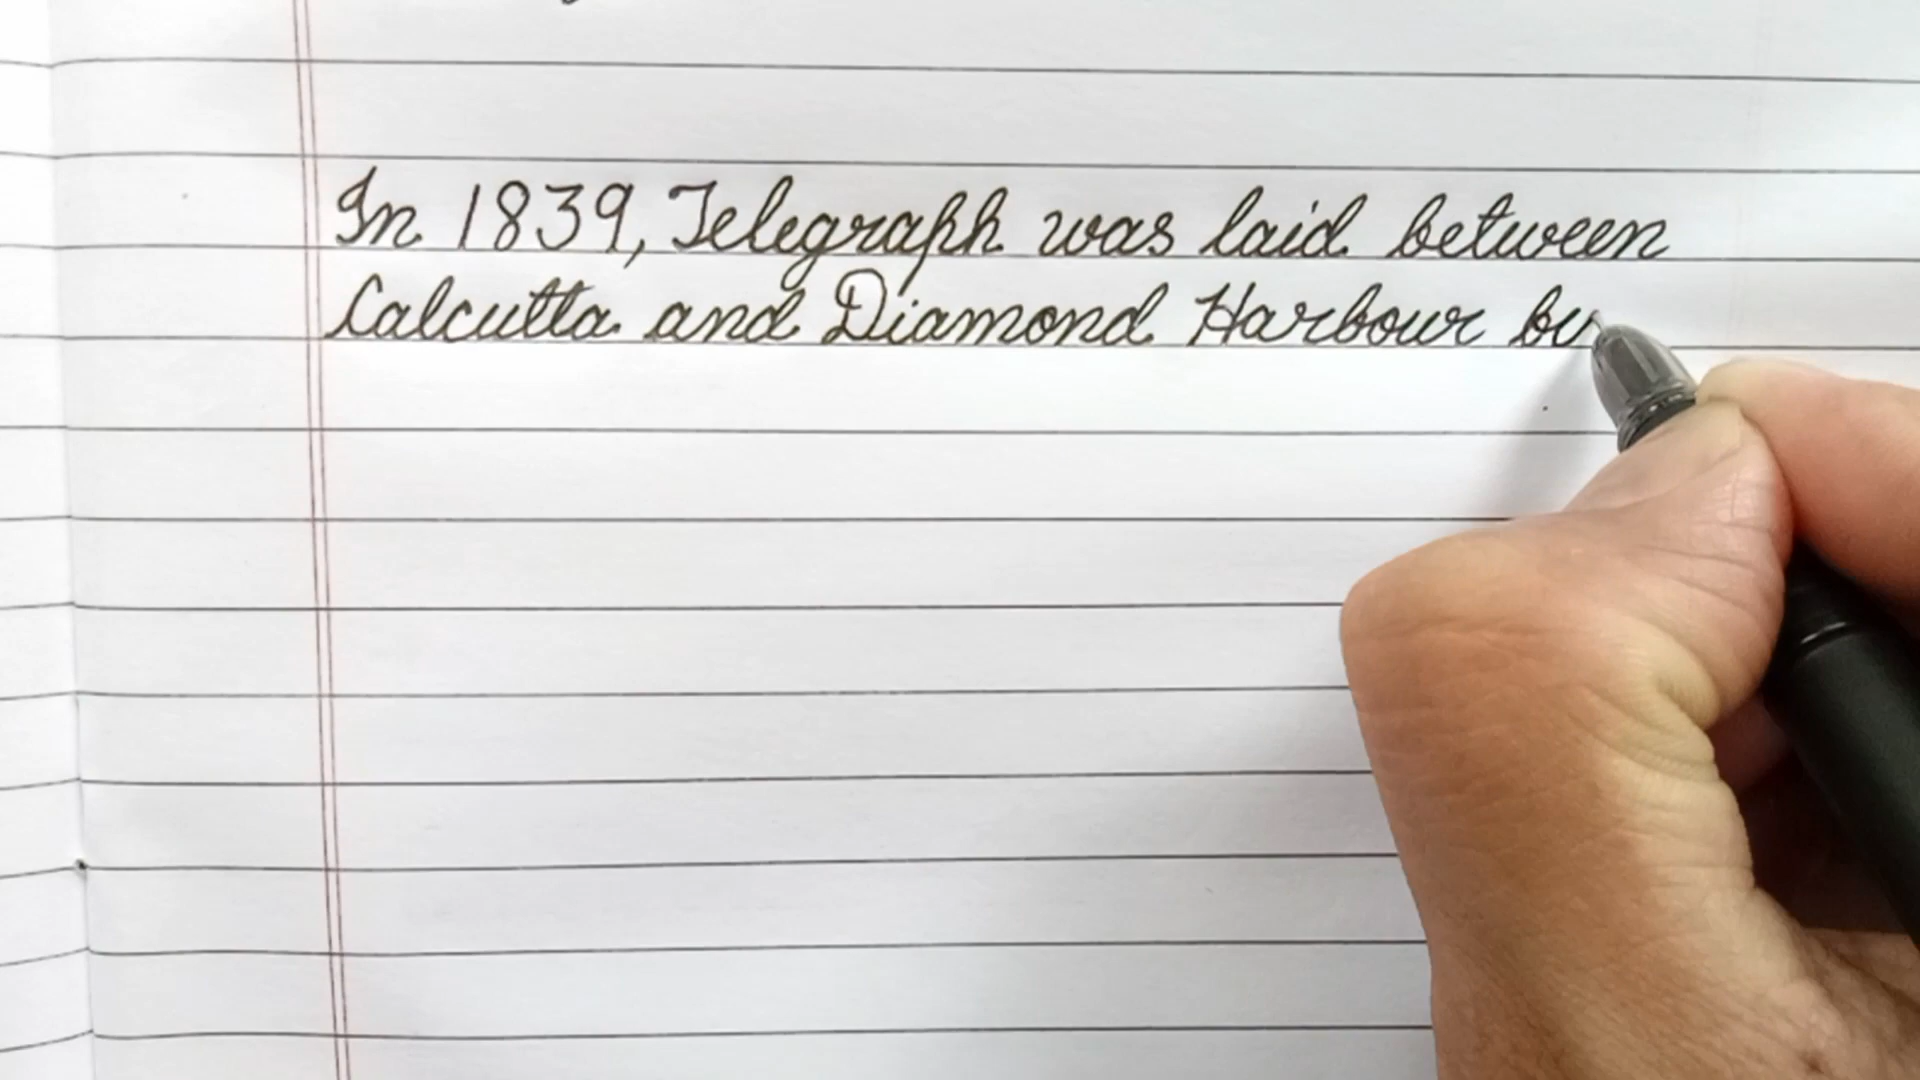 In 1839, Telegraph was laid between
Calcutta and Diamond Harbour